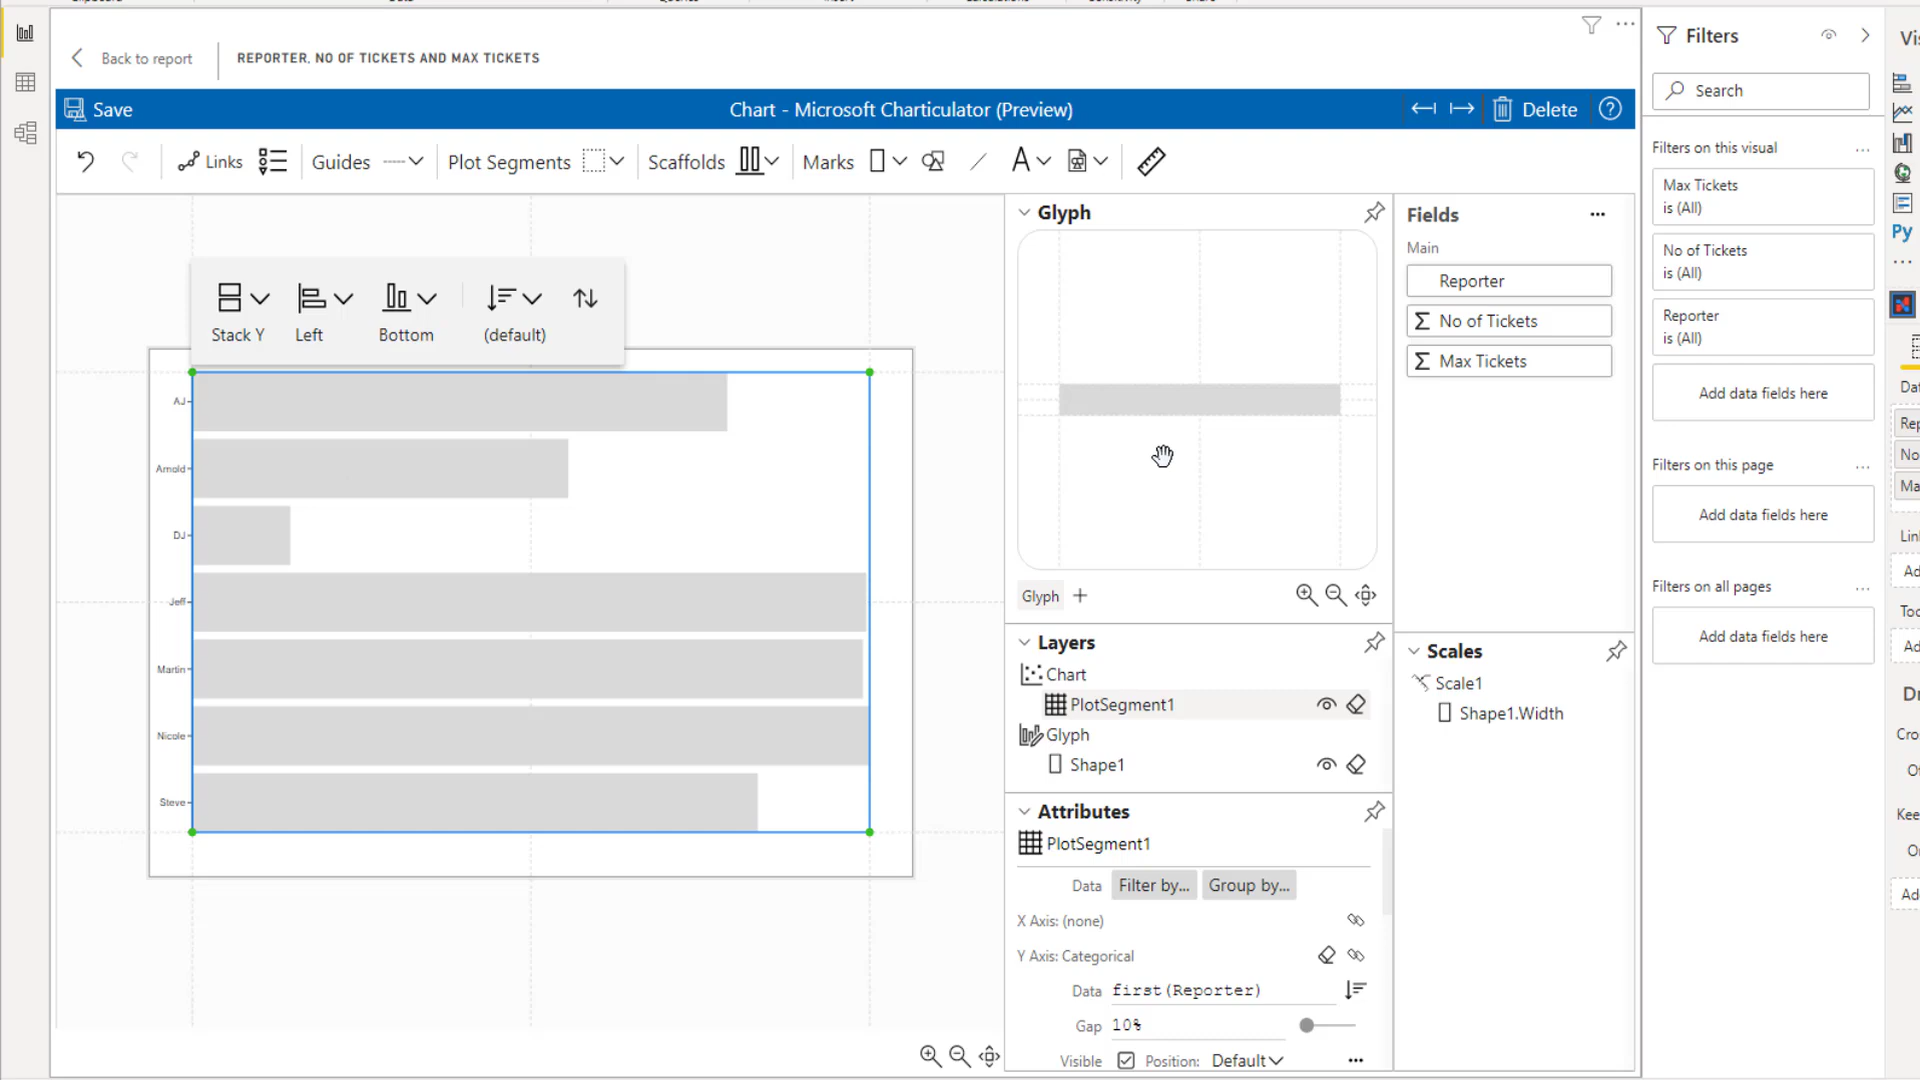 Back to report
REPORTER, NO OF TICKETS AND MAX TICKETS
Save
Chart - Microsoft Charticulator (Preview)
Delete
Links
Guides
Plot Segments
Scaffolds
Marks
Stack Y
Left
Bottom
(default)
AJ
Arnold
DJ
Jeff
Martin
Nicole
Steve
Glyph
Glyph
Layers
Chart
PlotSegment1
Glyph
Shape1
Attributes
PlotSegment1
Data Filter by... Group by...
X Axis: (none)
Y Axis: Categorical
Data first(Reporter)
Gap 10%
Visible Position: Default
Fields
Main
Reporter
No of Tickets
Max Tickets
Scales
Scale1
Shape1.Width
Filters
Search
Filters on this visual
Max Tickets
is (All)
No of Tickets
is (All)
Reporter
is (All)
Add data fields here
Filters on this page
Add data fields here
Filters on all pages
Add data fields here
Py